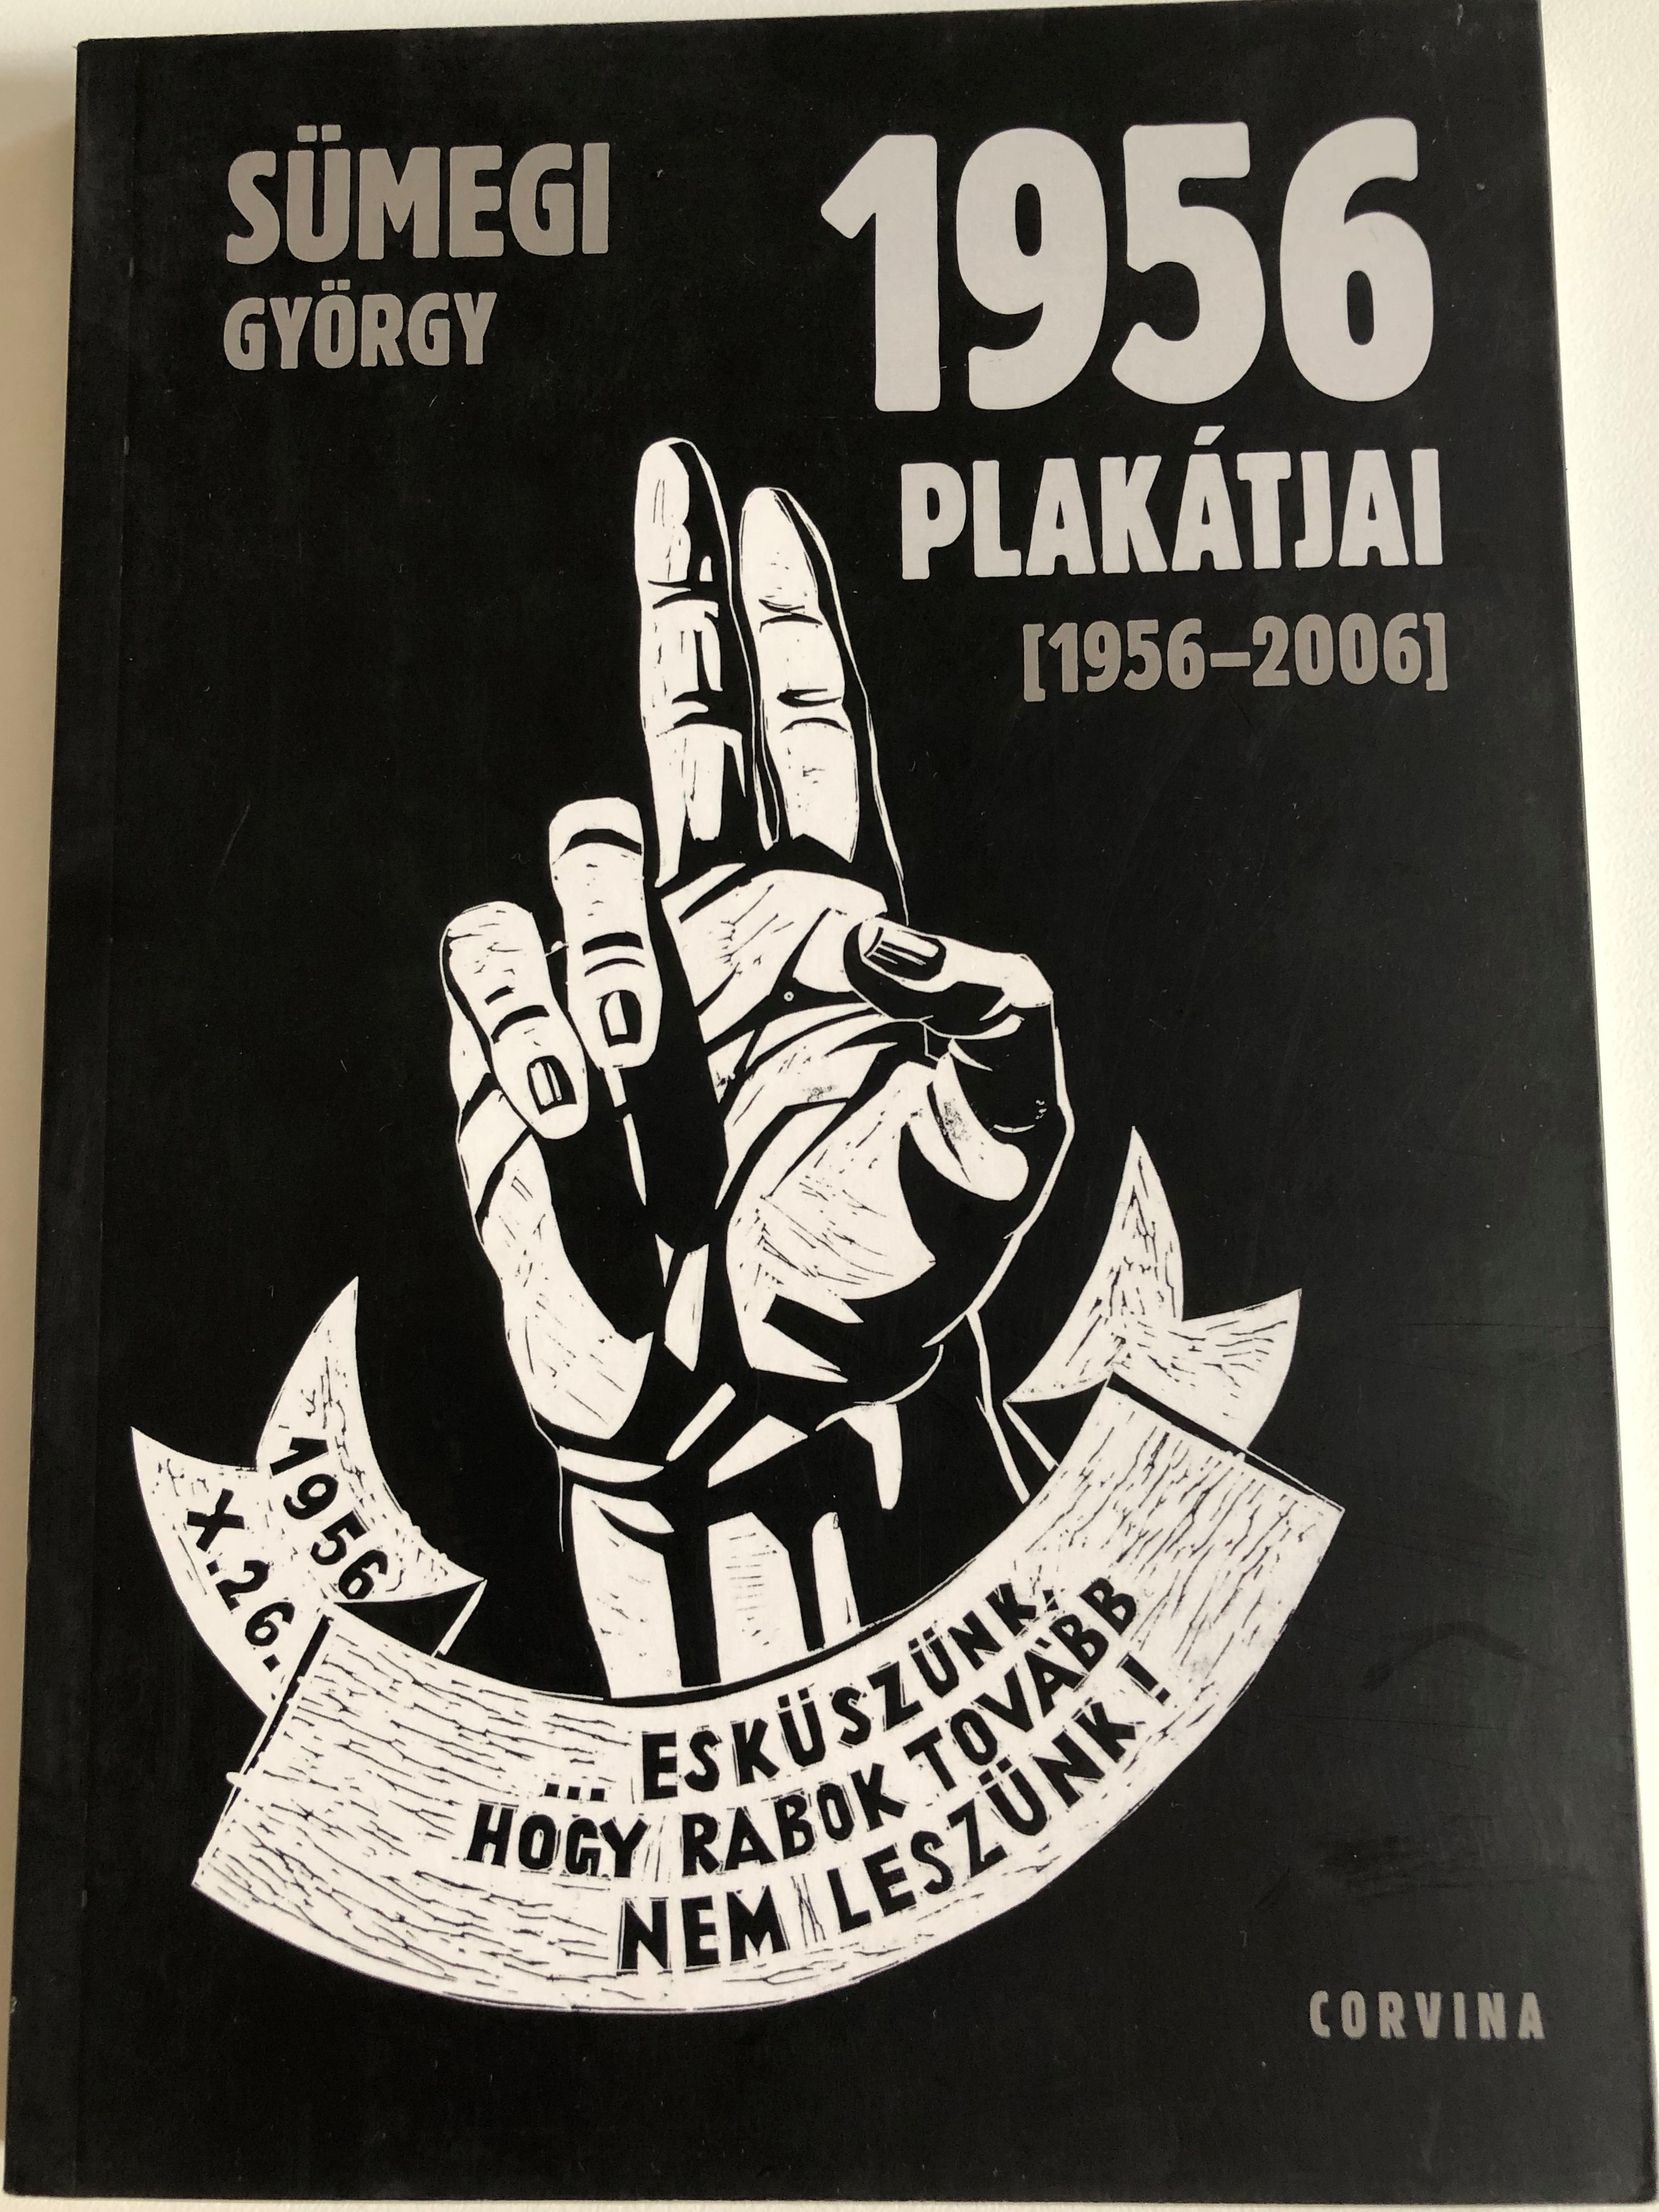 SÜMEGI
GYÖRGY
1956
PLAKÁTJAI
[1956–2006]
1956
X.26.
... ESKÜSZÜNK,
HOGY RABOK TOVÁBB
NEM LESZÜNK!
CORVINA